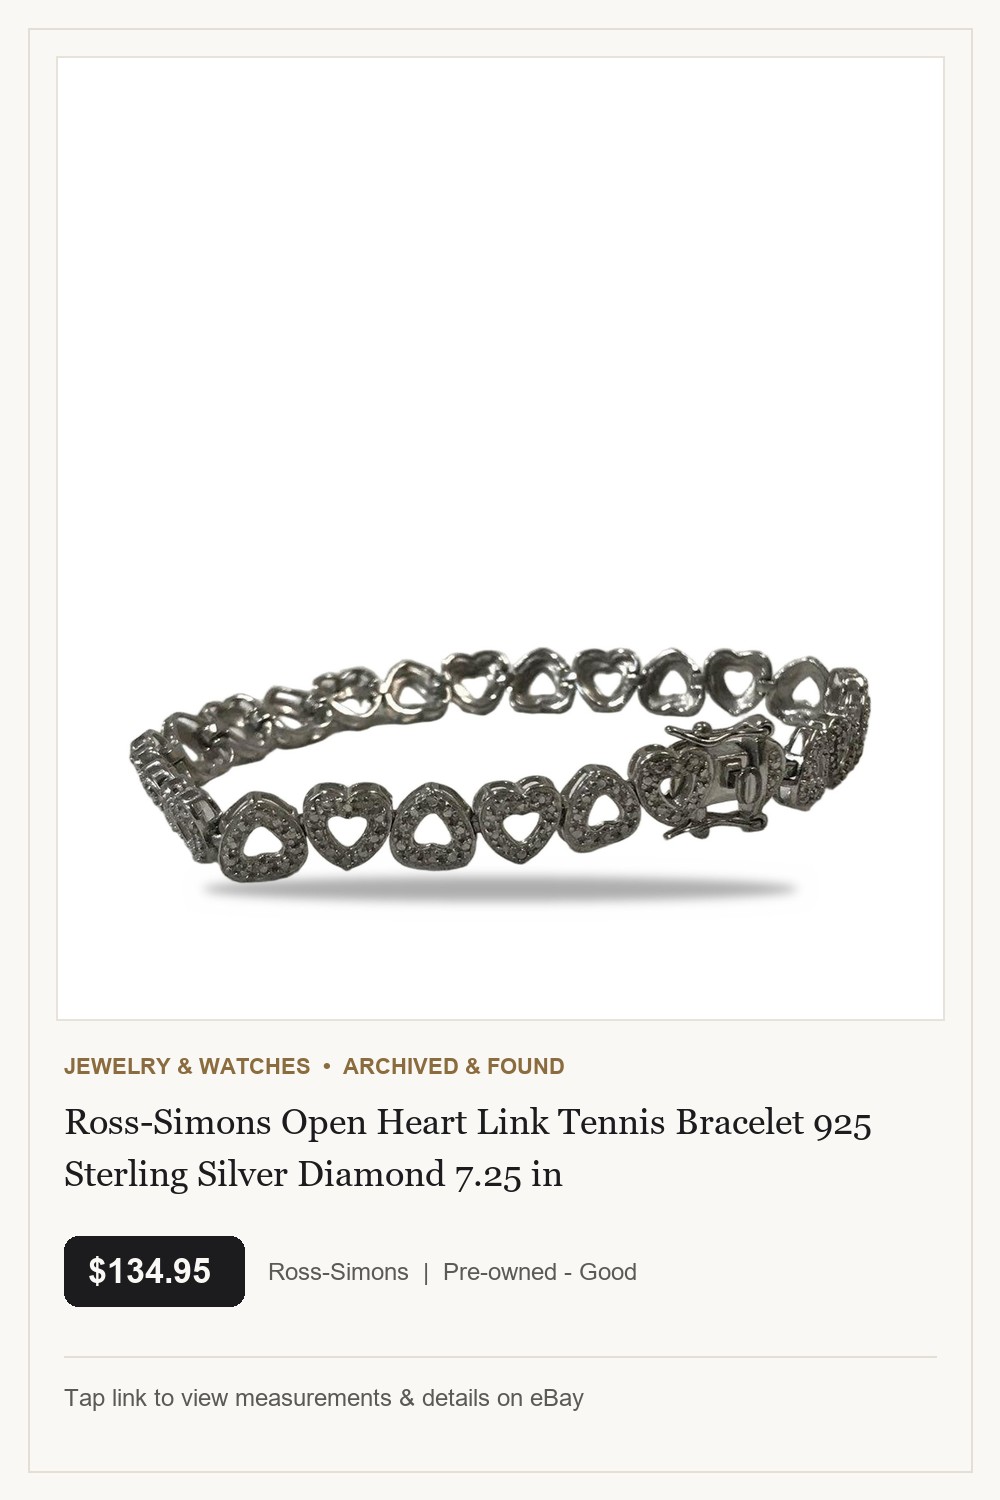 JEWELRY & WATCHES • ARCHIVED & FOUND
Ross-Simons Open Heart Link Tennis Bracelet 925
Sterling Silver Diamond 7.25 in
$134.95 Ross-Simons | Pre-owned - Good
Tap link to view measurements & details on eBay